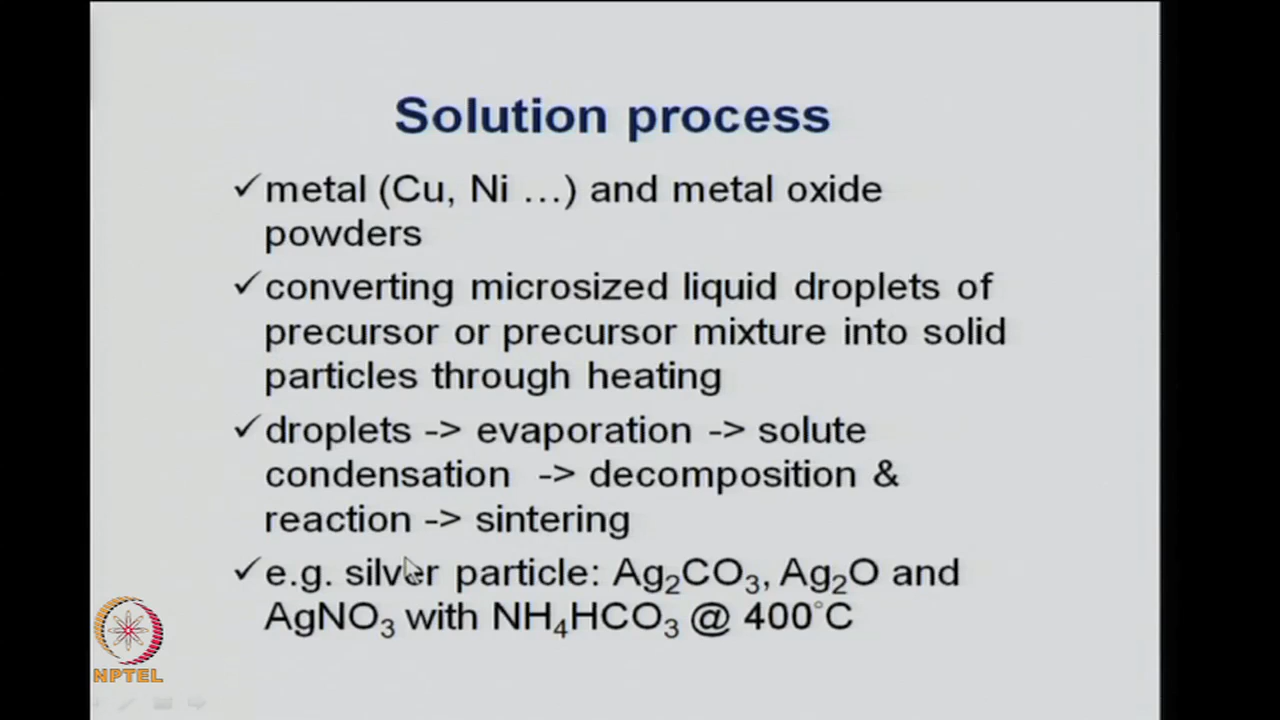 Solution process
✓metal (Cu, Ni …) and metal oxide
powders
✓converting microsized liquid droplets of
precursor or precursor mixture into solid
particles through heating
✓droplets -> evaporation -> solute
condensation -> decomposition &
reaction -> sintering
✓e.g. silver particle: Ag₂CO₃, Ag₂O and
AgNO₃ with NH₄HCO₃ @ 400°C
NPTEL